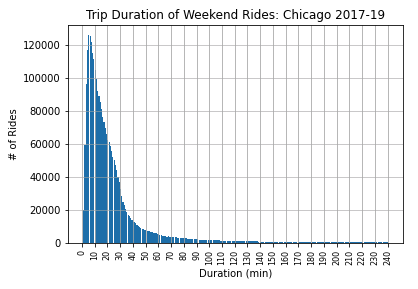 Trip Duration of Weekend Rides: Chicago 2017-19
# of Rides
120000
100000
80000
60000
40000
20000
0
0 10 20 30 40 50 60 70 80 90 100 110 120 130 140 150 160 170 180 190 200 210 220 230 240
Duration (min)